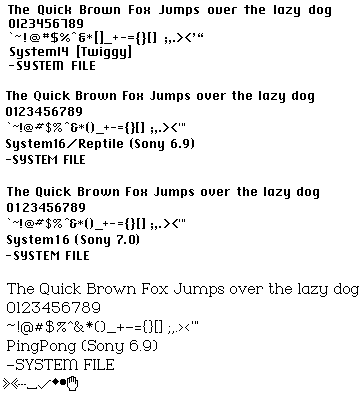 The Quick Brown Fox Jumps over the lazy dog
0123456789
`~!@#$%^&*[]_+-={}[] ;,.><'"
System14 [Twiggy]
-SYSTEM FILE
The Quick Brown Fox Jumps over the lazy dog
0123456789
`~!@#$%^&*()_+-={}[] ;,.><'"
System16/Reptile (Sony 6.9)
-SYSTEM FILE
The Quick Brown Fox Jumps over the lazy dog
0123456789
`~!@#$%^&*()_+-={}[] ;,.><'"
System16 (Sony 7.0)
-SYSTEM FILE
The Quick Brown Fox Jumps over the lazy dog
0123456789
~!@#$%^&*()_+-={}[] ;,.><'"
PingPong (Sony 6.9)
-SYSTEM FILE